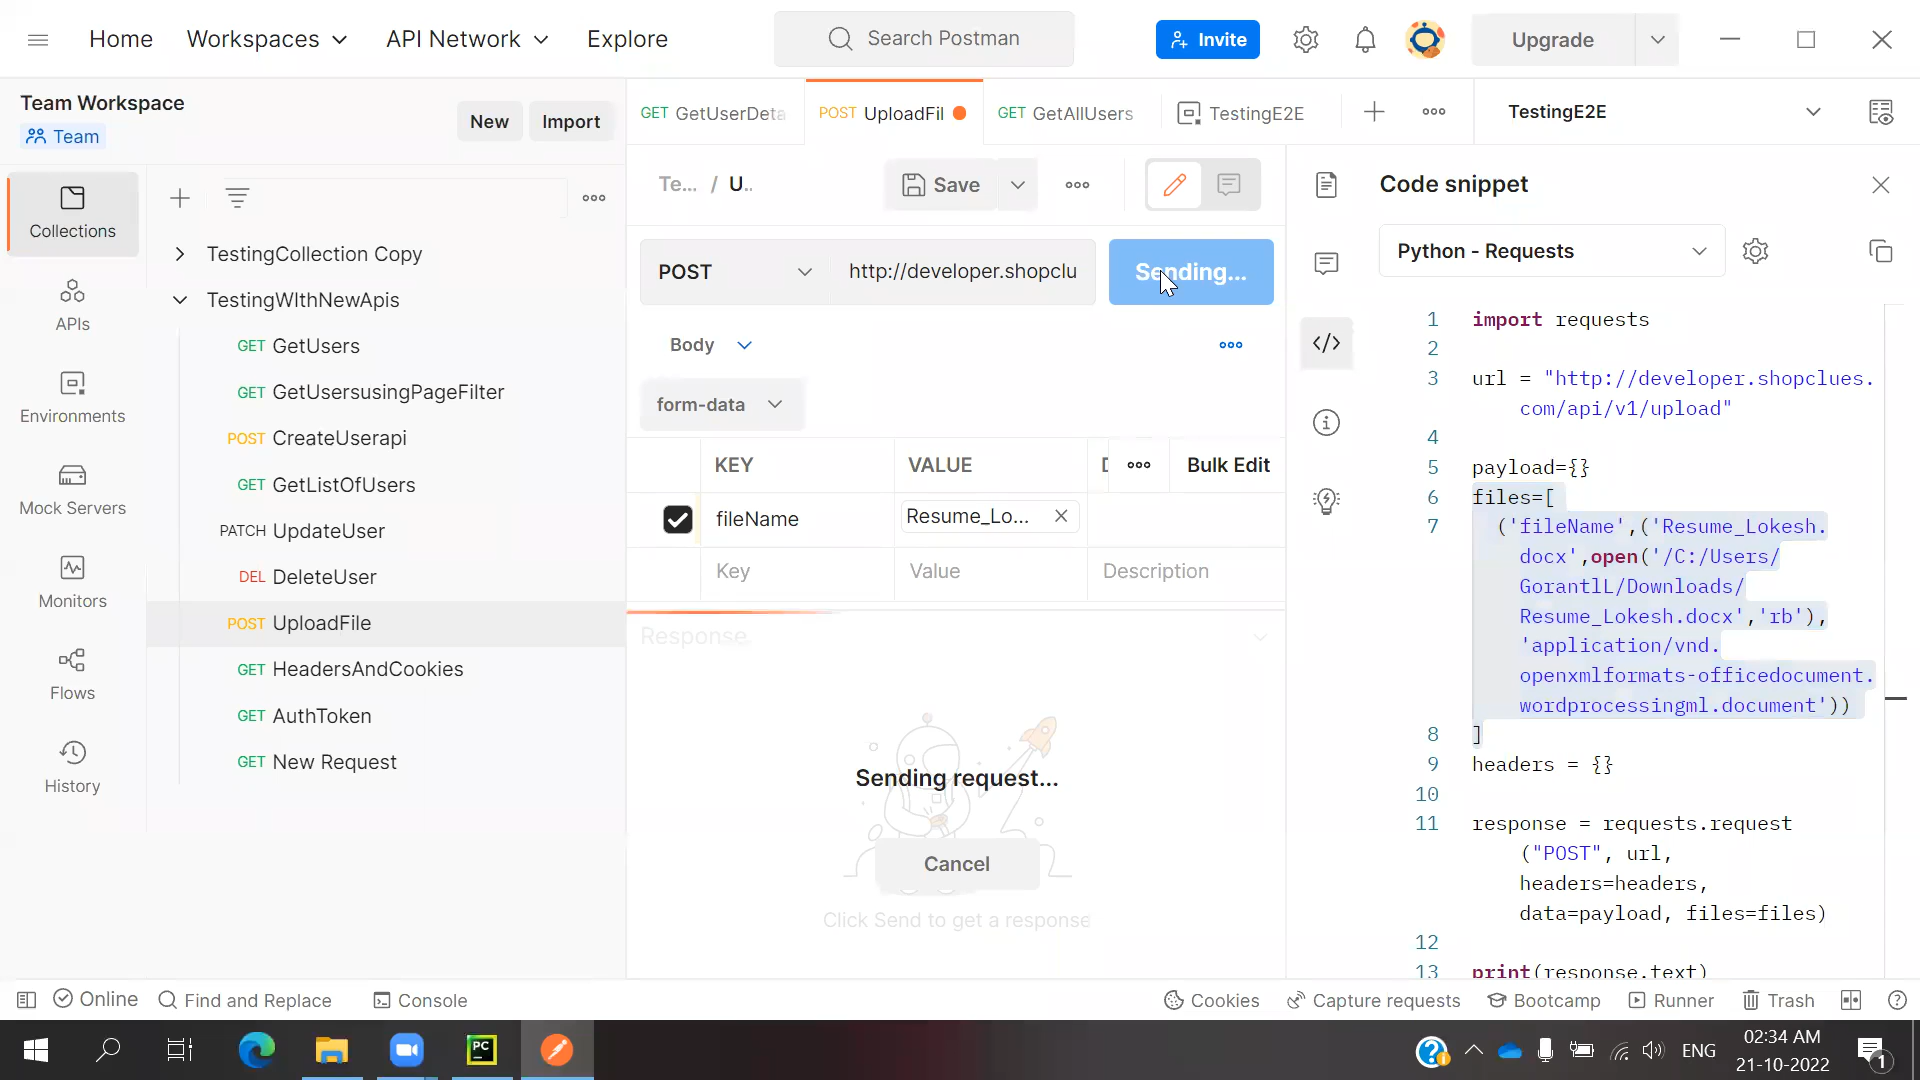 Home
Workspaces
API Network
Explore
Search Postman
Invite
Upgrade
Team Workspace
Team
New
Import
GET GetUserDeta
POST UploadFil
GET GetAllUsers
TestingE2E
TestingE2E
Te... / U..
Save
Code snippet
Collections
APIs
Environments
Mock Servers
Monitors
Flows
History
TestingCollection Copy
TestingWIthNewApis
GET GetUsers
GET GetUsersusingPageFilter
POST CreateUserapi
GET GetListOfUsers
PATCH UpdateUser
DEL DeleteUser
POST UploadFile
GET HeadersAndCookies
GET AuthToken
GET New Request
POST
http://developer.shopclu
Sending...
Body
form-data
KEY VALUE D Bulk Edit
fileName Resume_Lo...
Key Value Description
Response
Sending request...
Cancel
Click Send to get a response
Python - Requests
1 import requests
2
3 url = "http://developer.shopclues.
com/api/v1/upload"
4
5 payload={}
6 files=[
7 ('fileName',('Resume_Lokesh.
docx',open('/C:/Users/
GorantlL/Downloads/
Resume_Lokesh.docx','rb'),
'application/vnd.
openxmlformats-officedocument.
wordprocessingml.document'))
8 ]
9 headers = {}
10
11 response = requests.request
("POST", url,
headers=headers,
data=payload, files=files)
12
13 print(response.text)
Online
Find and Replace
Console
Cookies
Capture requests
Bootcamp
Runner
Trash
PC
ENG
02:34 AM
21-10-2022
1